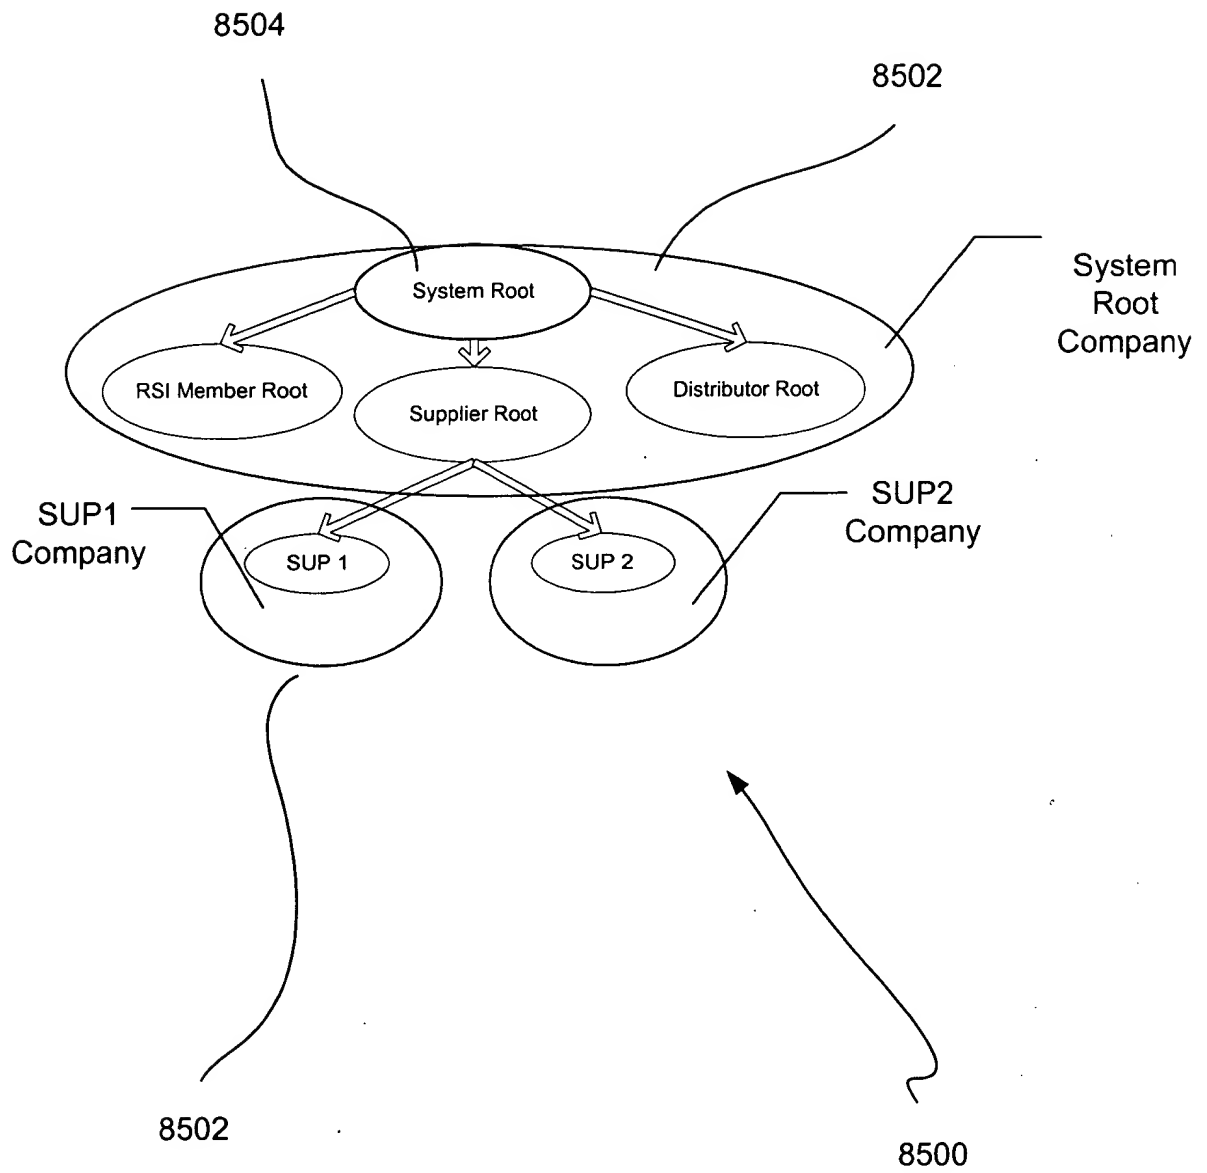 8504
8502
System Root
System
Root
Company
RSI Member Root
Supplier Root
Distributor Root
SUP1
Company
SUP2
Company
SUP 1
SUP 2
8502
8500